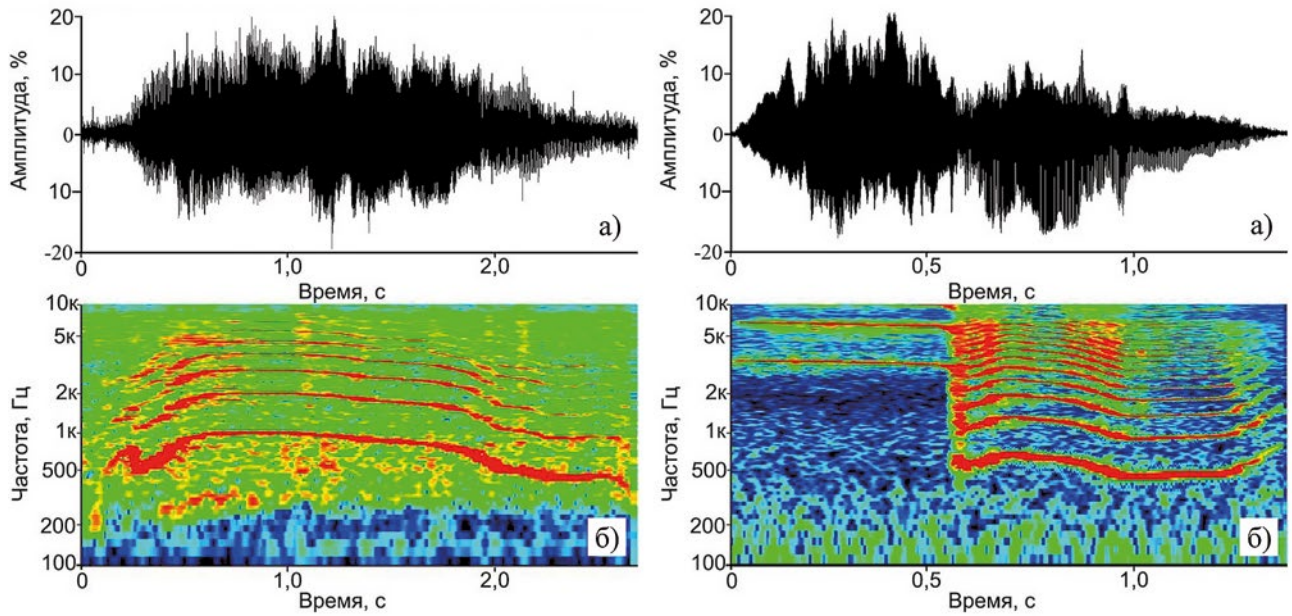 20
10
0
10
-20
Амплитуда, %
а)
0 1,0 2,0
Время, с
10к
5к
2к
1к
500
200
100
Частота, Гц
б)
0 1,0 2,0
Время, с
20
10
0
10
-20
Амплитуда, %
а)
0 0,5 1,0
Время, с
10к
5к
2к
1к
500
200
100
Частота, Гц
б)
0 0,5 1,0
Время, с